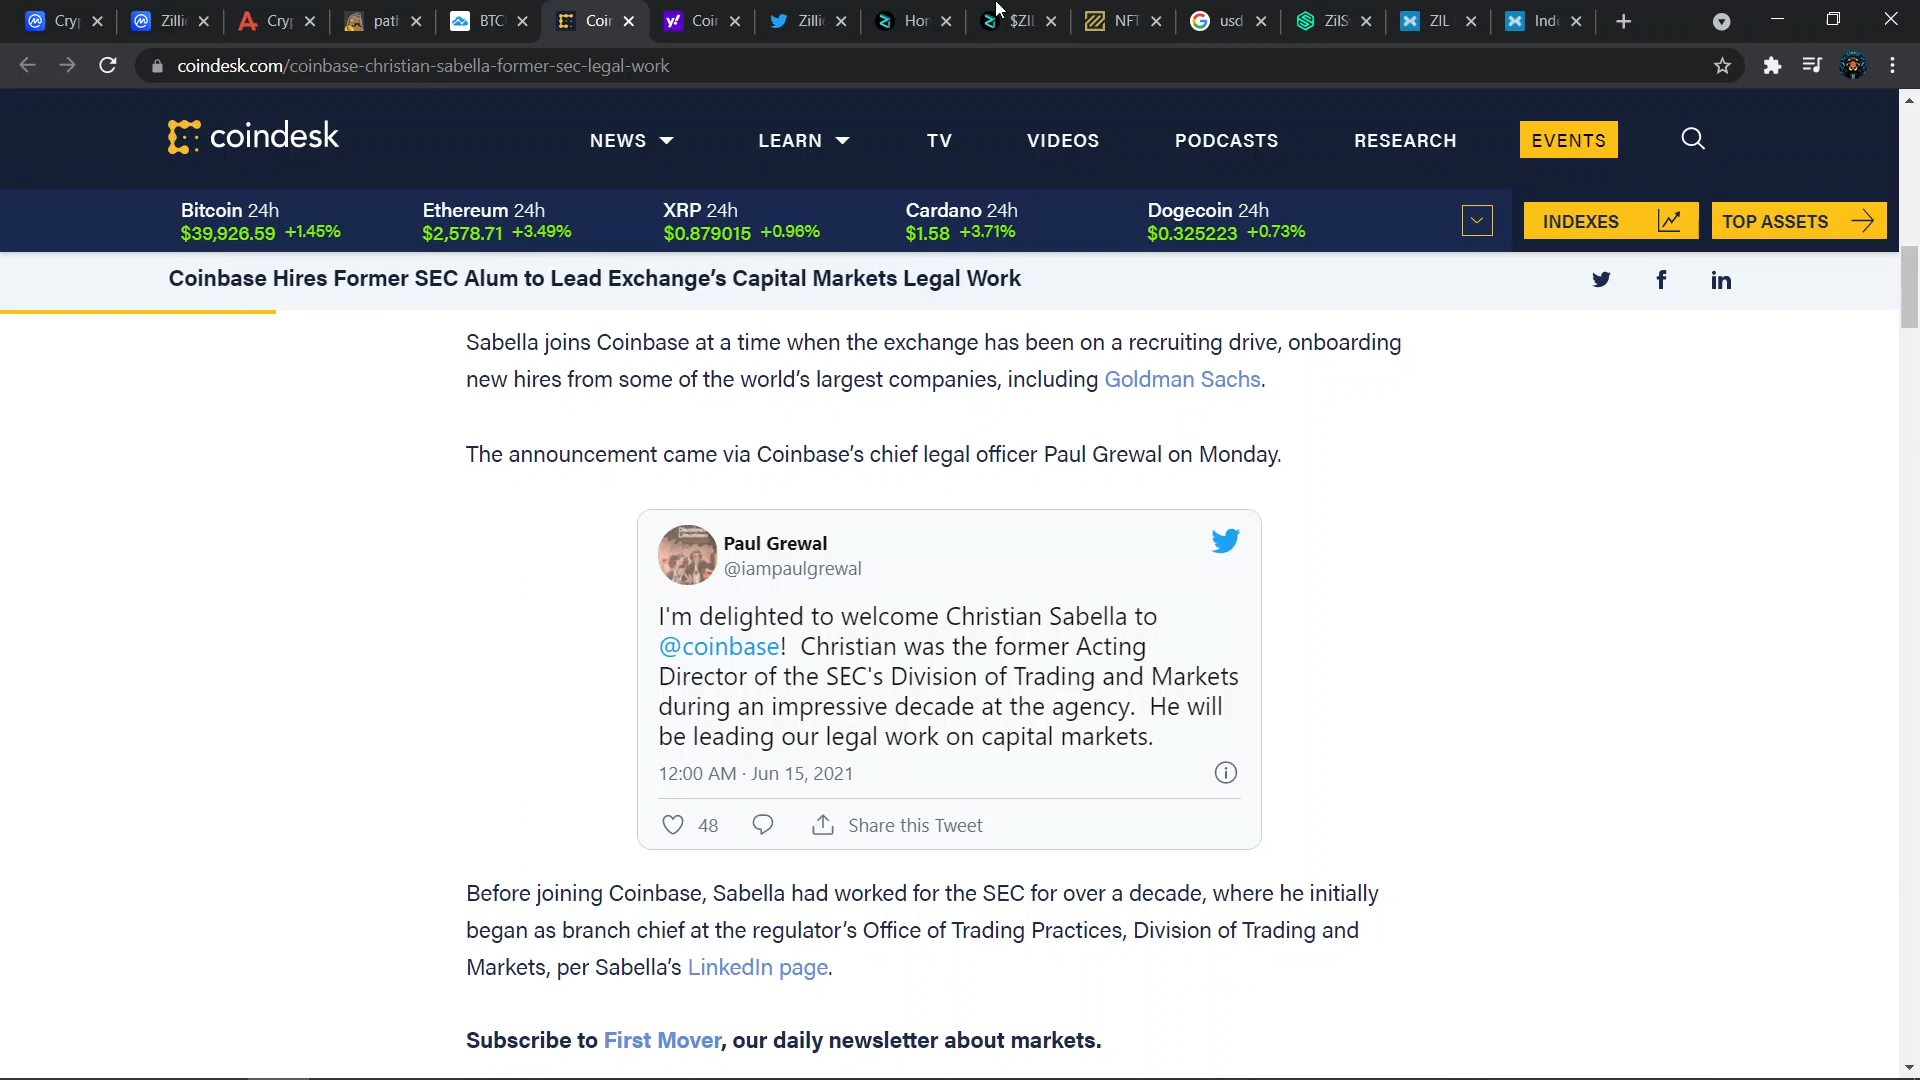 Cry
Zilli
Cry
pat
BTC
Coin
Coin
Zilli
Hor
$ZIL
NFT
usd
ZilS
ZIL
Inde
coindesk.com/coinbase-christian-sabella-former-sec-legal-work
coindesk
NEWS
LEARN
TV
VIDEOS
PODCASTS
RESEARCH
EVENTS
Bitcoin 24h
$39,926.59 +1.45%
Ethereum 24h
$2,578.71 +3.49%
XRP 24h
$0.879015 +0.96%
Cardano 24h
$1.58 +3.71%
Dogecoin 24h
$0.325223 +0.73%
INDEXES
TOP ASSETS
Coinbase Hires Former SEC Alum to Lead Exchange's Capital Markets Legal Work
Sabella joins Coinbase at a time when the exchange has been on a recruiting drive, onboarding
new hires from some of the world's largest companies, including Goldman Sachs.
The announcement came via Coinbase's chief legal officer Paul Grewal on Monday.
Paul Grewal
@iampaulgrewal
I'm delighted to welcome Christian Sabella to
@coinbase! Christian was the former Acting
Director of the SEC's Division of Trading and Markets
during an impressive decade at the agency. He will
be leading our legal work on capital markets.
12:00 AM · Jun 15, 2021
48
Share this Tweet
Before joining Coinbase, Sabella had worked for the SEC for over a decade, where he initially
began as branch chief at the regulator's Office of Trading Practices, Division of Trading and
Markets, per Sabella's LinkedIn page.
Subscribe to First Mover, our daily newsletter about markets.